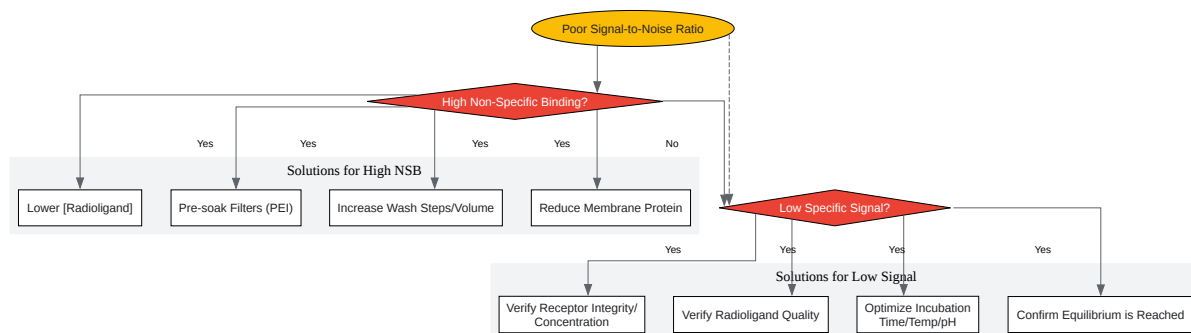 Poor Signal-to-Noise Ratio
High Non-Specific Binding?
Yes
Yes
Yes
Yes
No
Solutions for High NSB
Lower [Radioligand]
Pre-soak Filters (PEI)
Increase Wash Steps/Volume
Reduce Membrane Protein
Low Specific Signal?
Yes
Yes
Yes
Yes
Solutions for Low Signal
Verify Receptor Integrity/
Concentration
Verify Radioligand Quality
Optimize Incubation
Time/Temp/pH
Confirm Equilibrium is Reached